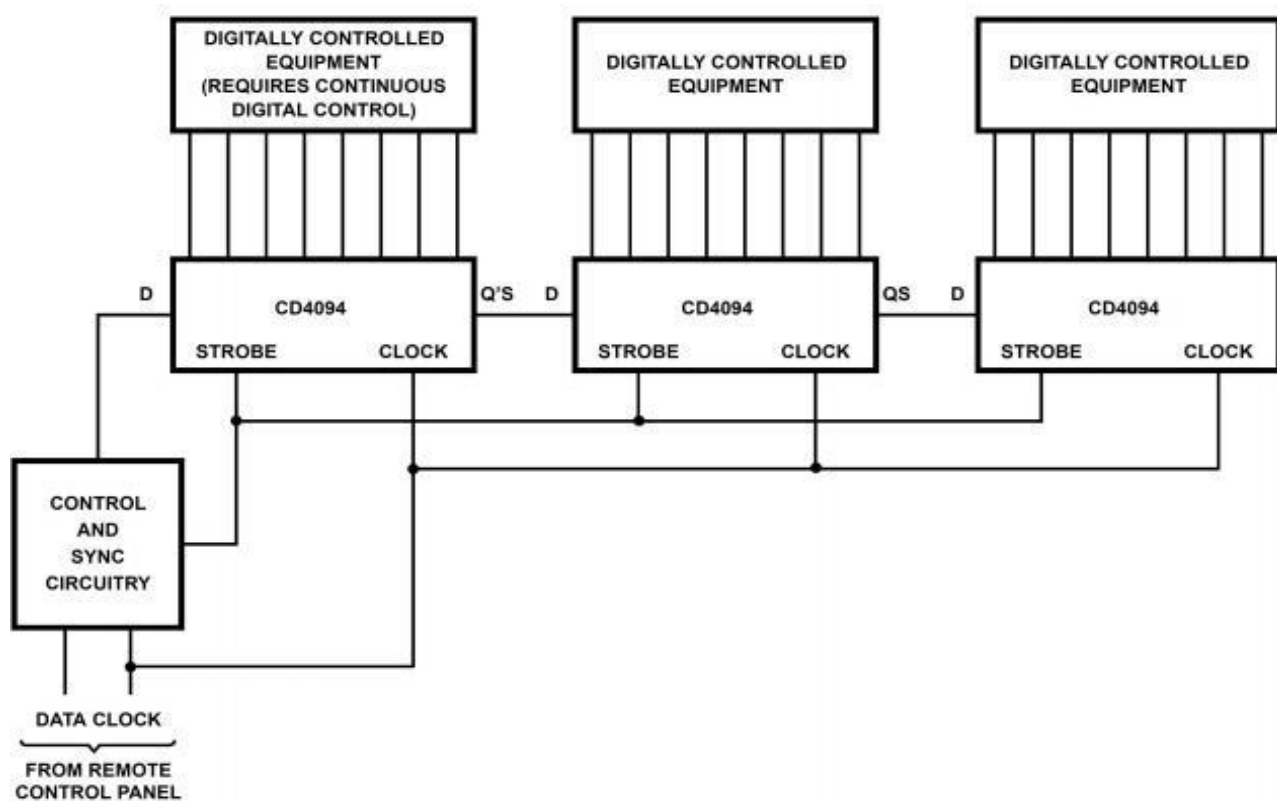 DIGITALLY CONTROLLED
EQUIPMENT
(REQUIRES CONTINUOUS
DIGITAL CONTROL)
DIGITALLY CONTROLLED
EQUIPMENT
DIGITALLY CONTROLLED
EQUIPMENT
D
CD4094
STROBE CLOCK
Q'S D
CD4094
STROBE CLOCK
QS D
CD4094
STROBE CLOCK
CONTROL
AND
SYNC
CIRCUITRY
DATA CLOCK
FROM REMOTE
CONTROL PANEL